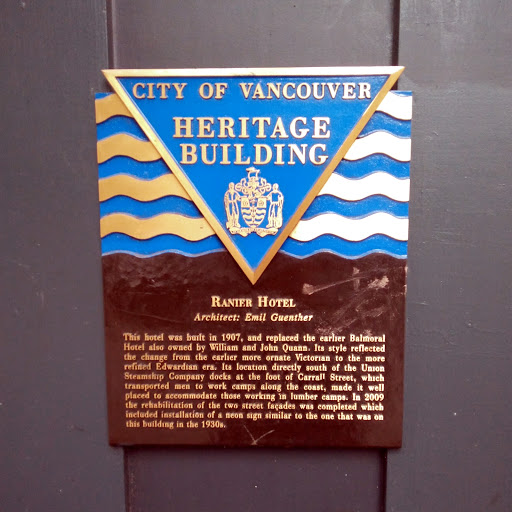 CITY OF VANCOUVER
HERITAGE
BUILDING
RANIER HOTEL
Architect: Emil Guenther
This hotel was built in 1907, and replaced the earlier Balmoral
Hotel also owned by William and John Quann. Its style reflected
the change from the earlier more ornate Victorian to the more
refined Edwardian era. Its location directly south of the Union
Steamship Company docks at the foot of Carrall Street, which
transported men to work camps along the coast, made it well
placed to accommodate those working in lumber camps. In 2009
the rehabilitation of the two street façades was completed which
included installation of a neon sign similar to the one that was on
this building in the 1930s.